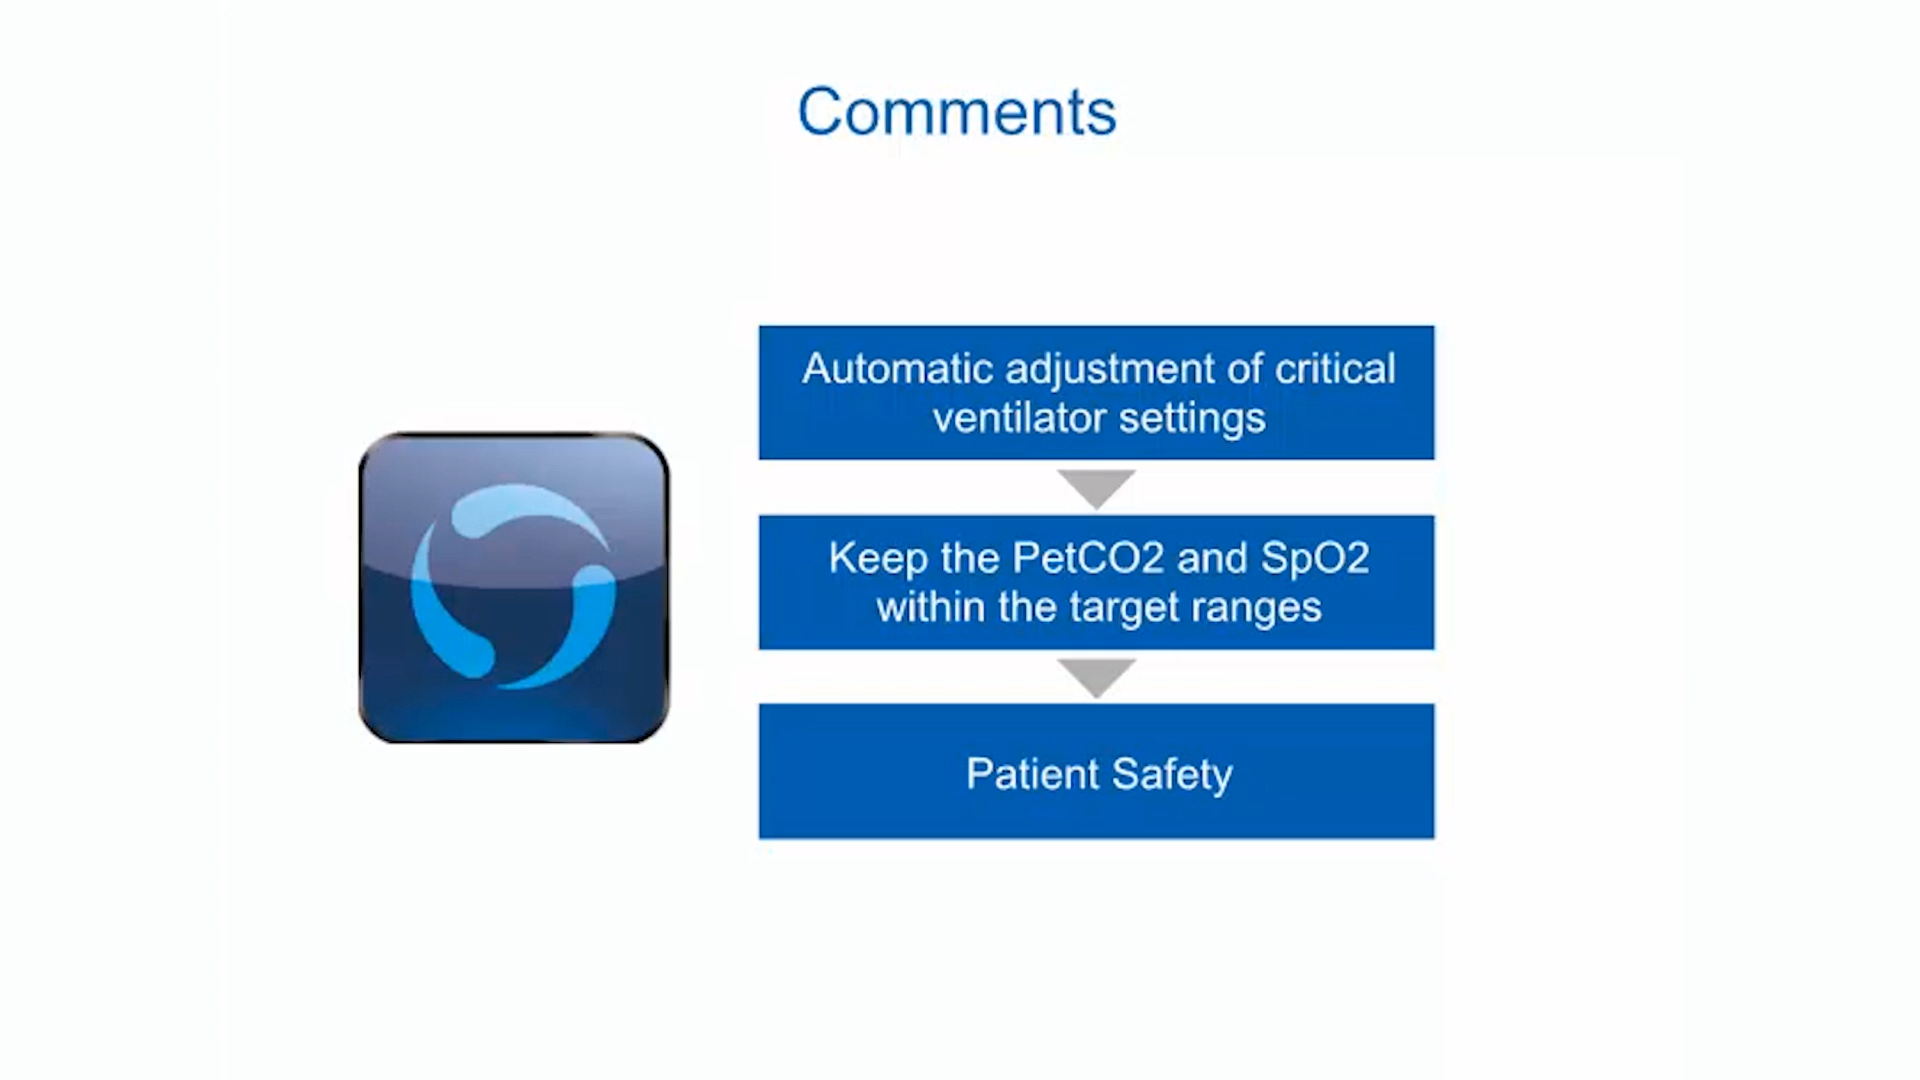 Comments
Automatic adjustment of critical
ventilator settings
Keep the PetCO2 and SpO2
within the target ranges
Patient Safety